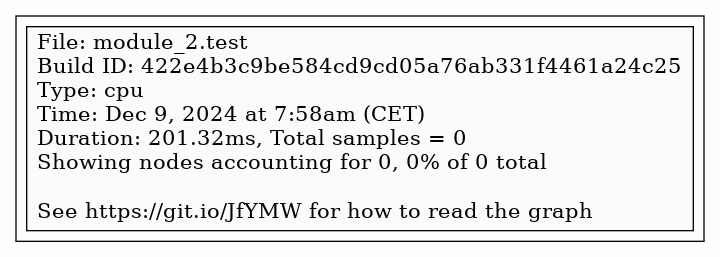 File: module_2.test
Build ID: 422e4b3c9be584cd9cd05a76ab331f4461a24c25
Type: cpu
Time: Dec 9, 2024 at 7:58am (CET)
Duration: 201.32ms, Total samples = 0
Showing nodes accounting for 0, 0% of 0 total
See https://git.io/JfYMW for how to read the graph